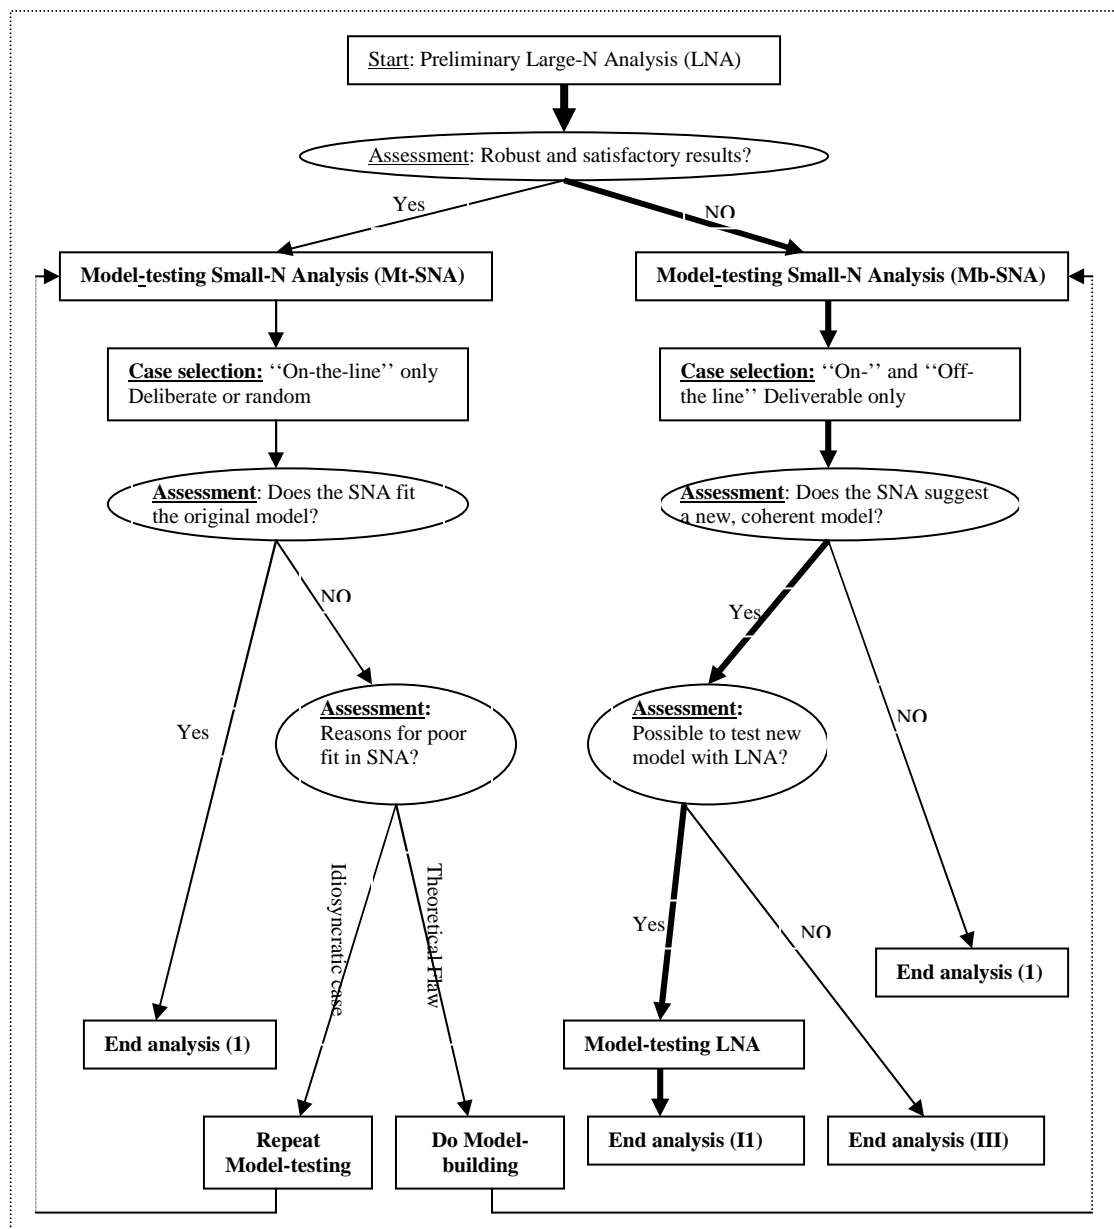 Start: Preliminary Large-N Analysis (LNA)
Assessment: Robust and satisfactory results?
Yes
NO
Model-testing Small-N Analysis (Mt-SNA)
Model-testing Small-N Analysis (Mb-SNA)
Case selection: ‘‘On-the-line’’ only
Deliberate or random
Case selection: ‘‘On-’’ and ‘‘Off-
the line’’ Deliverable only
Assessment: Does the SNA fit
the original model?
Assessment: Does the SNA suggest
a new, coherent model?
NO
Yes
Yes
NO
Assessment:
Reasons for poor
fit in SNA?
Assessment:
Possible to test new
model with LNA?
Idiosyncratic case
Theoretical Flaw
Yes
NO
End analysis (1)
End analysis (1)
Model-testing LNA
Repeat
Model-testing
Do Model-
building
End analysis (I1)
End analysis (III)